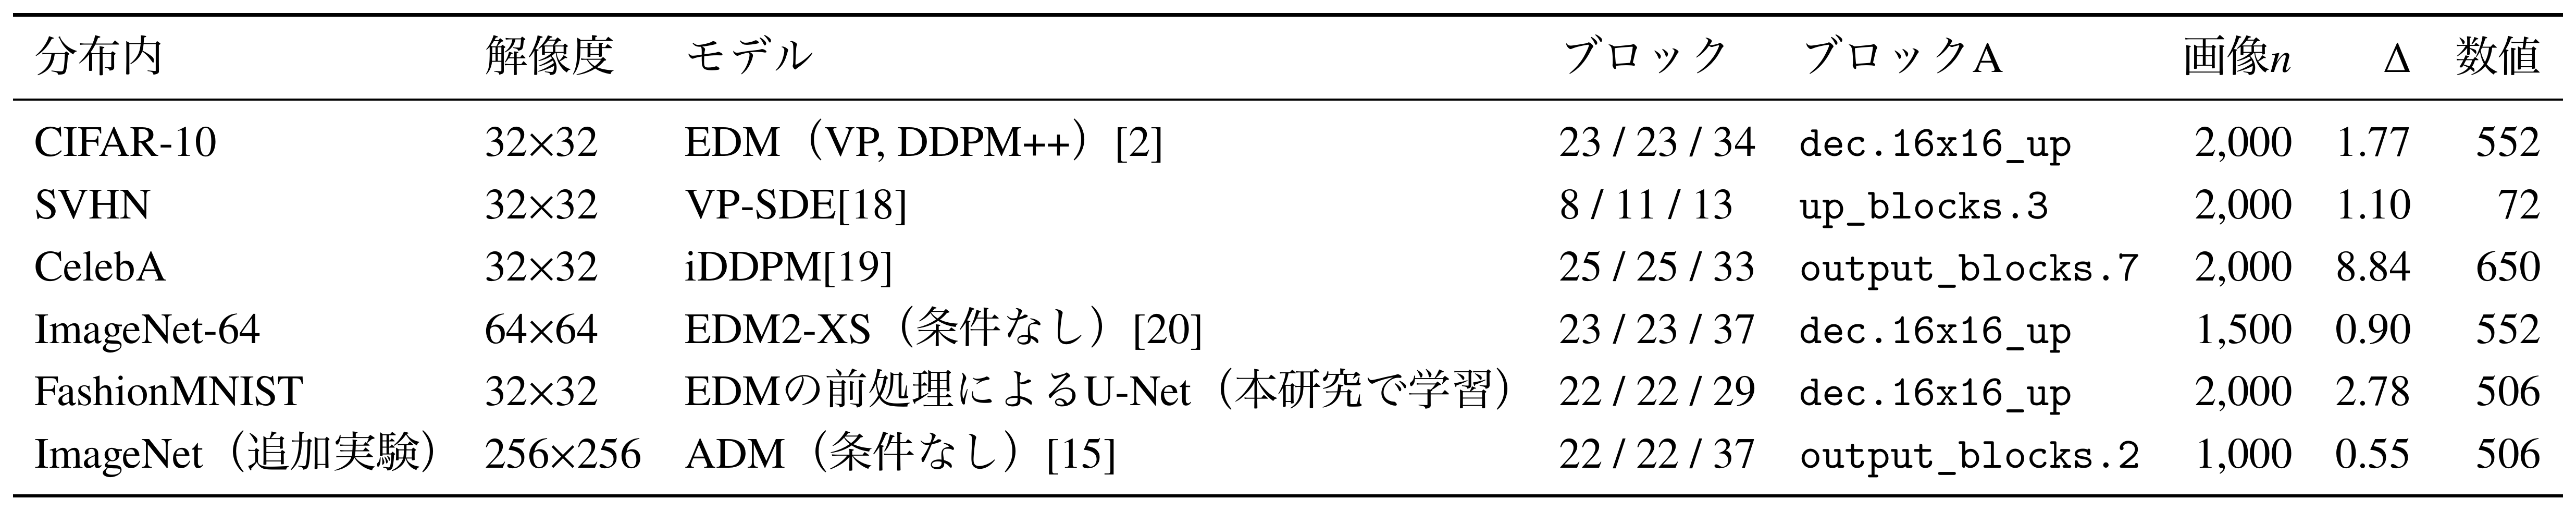 分布内 解像度 モデル ブロック ブロックA 画像n Δ 数値
CIFAR-10 32×32 EDM（VP, DDPM++）[2] 23 / 23 / 34 dec.16x16_up 2,000 1.77 552
SVHN 32×32 VP-SDE[18] 8 / 11 / 13 up_blocks.3 2,000 1.10 72
CelebA 32×32 iDDPM[19] 25 / 25 / 33 output_blocks.7 2,000 8.84 650
ImageNet-64 64×64 EDM2-XS（条件なし）[20] 23 / 23 / 37 dec.16x16_up 1,500 0.90 552
FashionMNIST 32×32 EDMの前処理によるU-Net（本研究で学習） 22 / 22 / 29 dec.16x16_up 2,000 2.78 506
ImageNet（追加実験） 256×256 ADM（条件なし）[15] 22 / 22 / 37 output_blocks.2 1,000 0.55 506